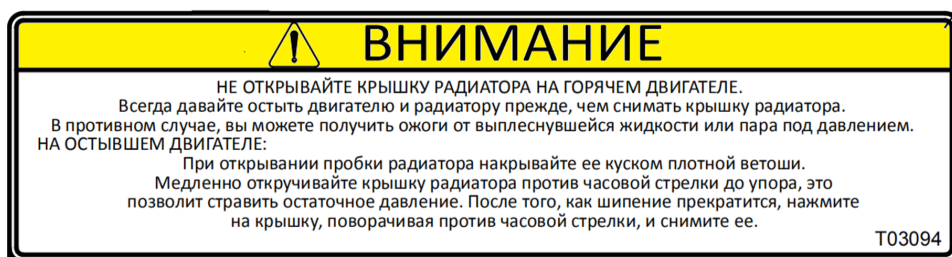 ВНИМАНИЕ
НЕ ОТКРЫВАЙТЕ КРЫШКУ РАДИАТОРА НА ГОРЯЧЕМ ДВИГАТЕЛЕ.
Всегда давайте остыть двигателю и радиатору прежде, чем снимать крышку радиатора.
В противном случае, вы можете получить ожоги от выплеснувшейся жидкости или пара под давлением.
НА ОСТЫВШЕМ ДВИГАТЕЛЕ:
При открывании пробки радиатора накрывайте ее куском плотной ветоши.
Медленно откручивайте крышку радиатора против часовой стрелки до упора, это
позволит стравить остаточное давление. После того, как шипение прекратится, нажмите
на крышку, поворачивая против часовой стрелки, и снимите ее.
T03094